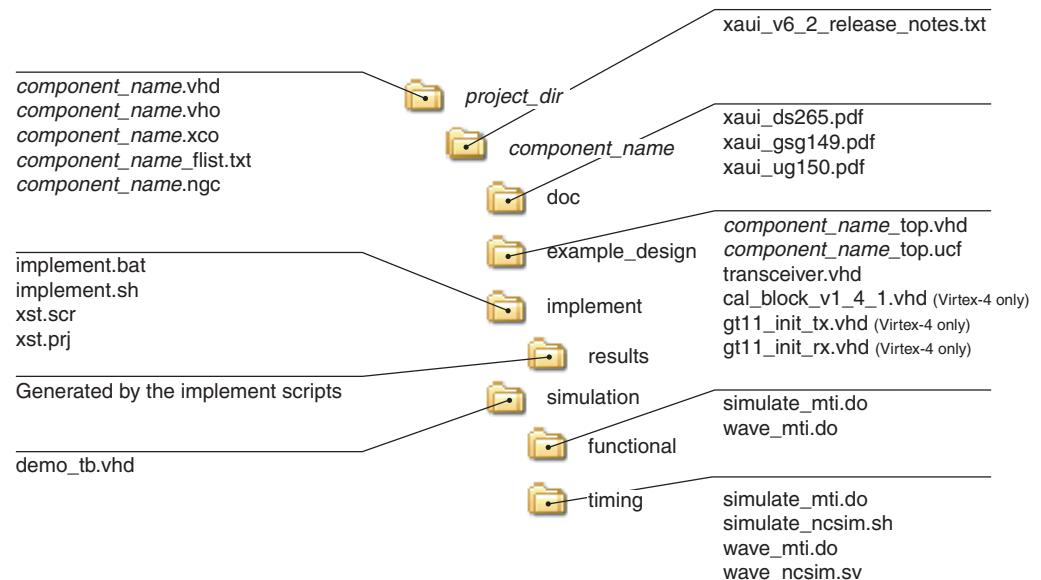 xaui_v6_2_release_notes.txt
component_name.vhd
component_name.vho
component_name.xco
component_name_flist.txt
component_name.ngc
project_dir
component_name
xaui_ds265.pdf
xaui_gsg149.pdf
xaui_ug150.pdf
doc
example_design
component_name_top.vhd
component_name_top.ucf
transceiver.vhd
cal_block_v1_4_1.vhd (Virtex-4 only)
gt11_init_tx.vhd (Virtex-4 only)
gt11_init_rx.vhd (Virtex-4 only)
implement.bat
implement.sh
xst.scr
xst.prj
implement
results
Generated by the implement scripts
simulation
simulate_mti.do
wave_mti.do
functional
demo_tb.vhd
timing
simulate_mti.do
simulate_ncsim.sh
wave_mti.do
wave_ncsim.sv